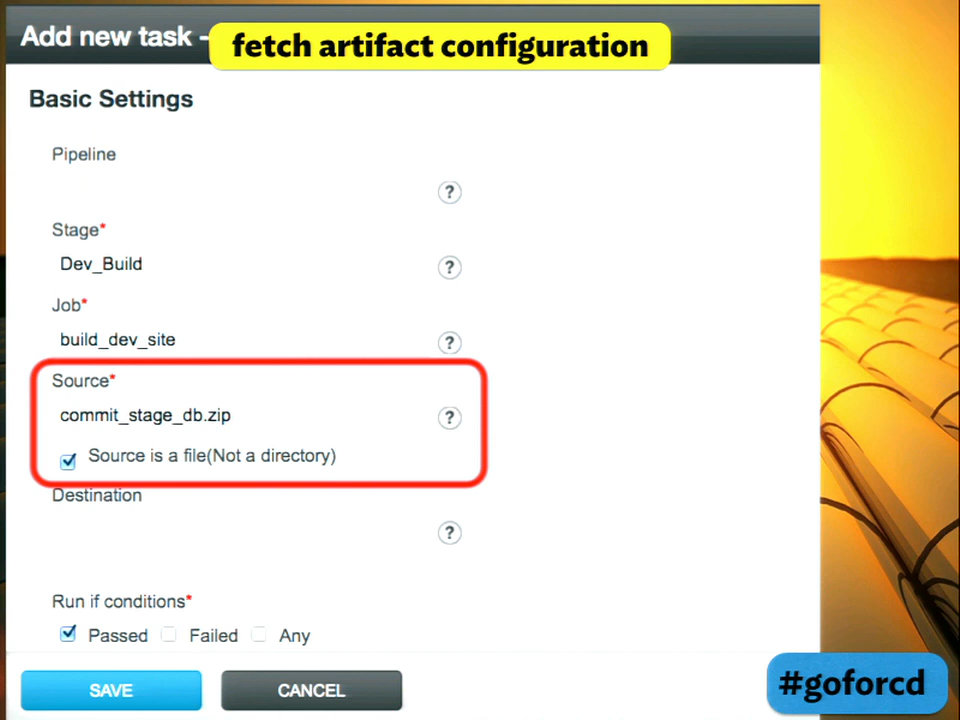 Add new task -
fetch artifact configuration
Basic Settings
Pipeline
?
Stage*
Dev_Build
?
Job*
build_dev_site
?
Source*
commit_stage_db.zip
?
Source is a file(Not a directory)
Destination
?
Run if conditions*
Passed Failed Any
SAVE CANCEL
#goforcd